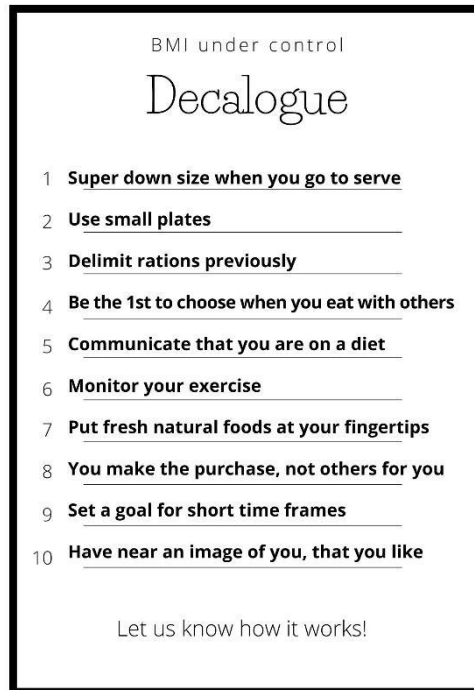 BMI under control
Decalogue
1 Super down size when you go to serve
2 Use small plates
3 Delimit rations previously
4 Be the 1st to choose when you eat with others
5 Communicate that you are on a diet
6 Monitor your exercise
7 Put fresh natural foods at your fingertips
8 You make the purchase, not others for you
9 Set a goal for short time frames
10 Have near an image of you, that you like
Let us know how it works!